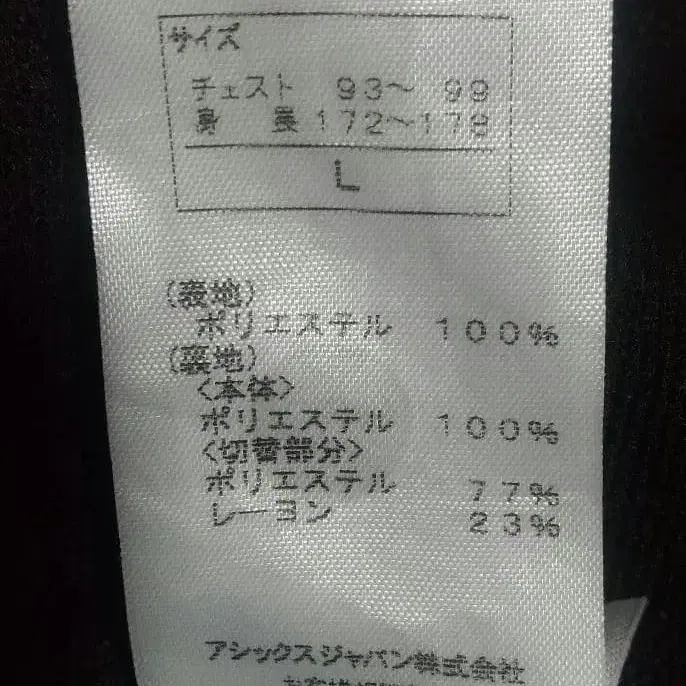 サイズ
チェスト 93～ 99
身 長 172～178
L
(表地)
ポリエステル 100%
(裏地)
<本体>
ポリエステル 100%
<切替部分>
ポリエステル 77%
レーヨン 23%
アシックスジャパン株式会社